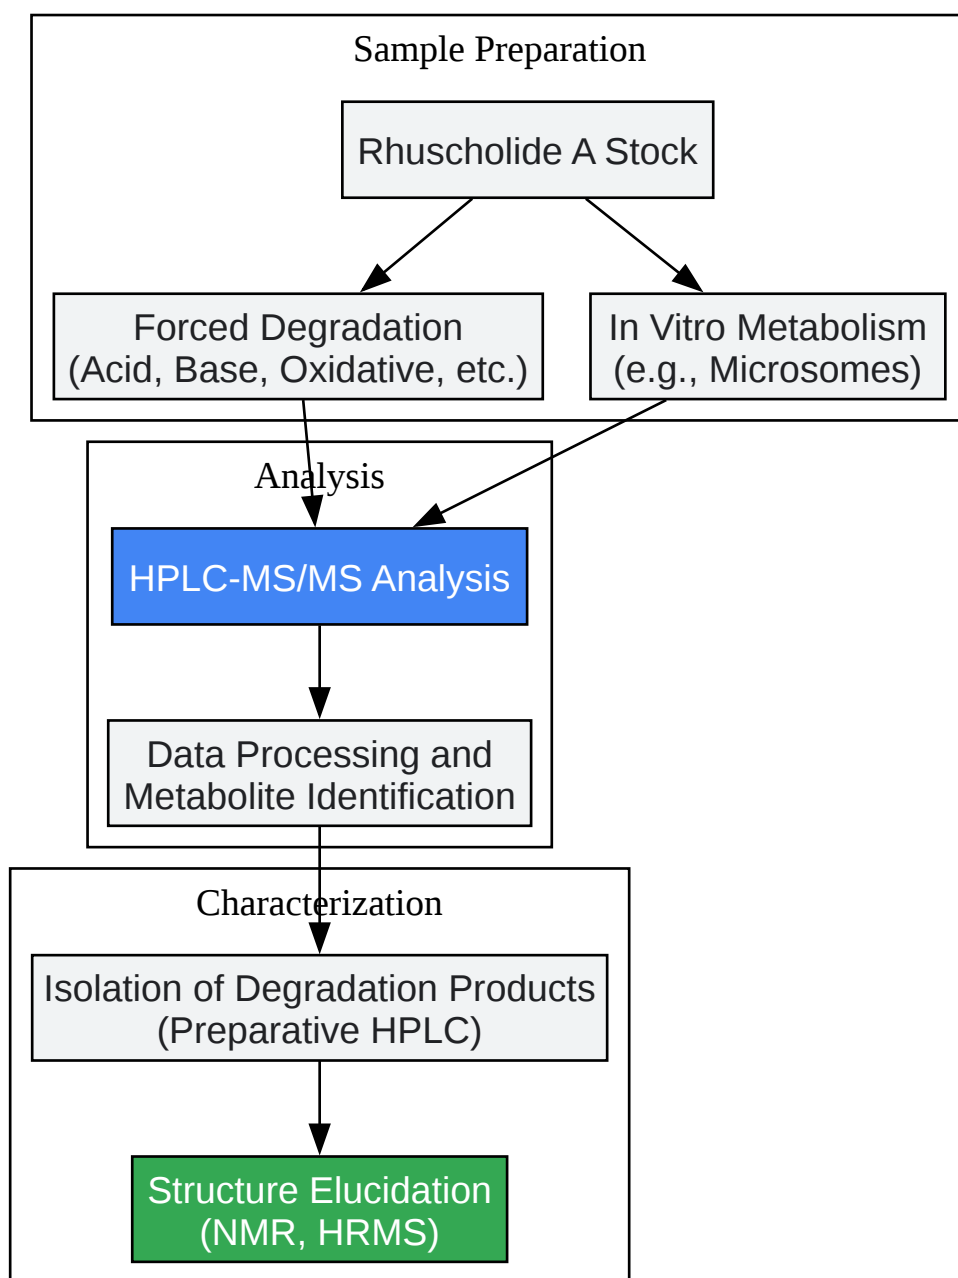 Sample Preparation
Rhuscholide A Stock
Forced Degradation
(Acid, Base, Oxidative, etc.)
In Vitro Metabolism
(e.g., Microsomes)
Analysis
HPLC-MS/MS Analysis
Data Processing and
Metabolite Identification
Characterization
Isolation of Degradation Products
(Preparative HPLC)
Structure Elucidation
(NMR, HRMS)